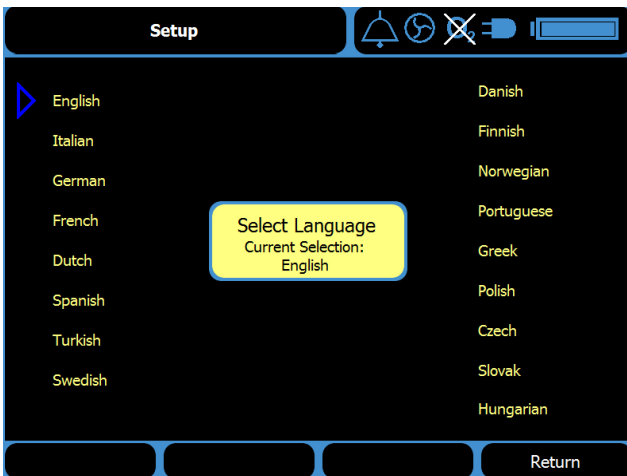 Setup
O₂
English
Italian
German
French
Dutch
Spanish
Turkish
Swedish
Select Language
Current Selection:
English
Danish
Finnish
Norwegian
Portuguese
Greek
Polish
Czech
Slovak
Hungarian
Return